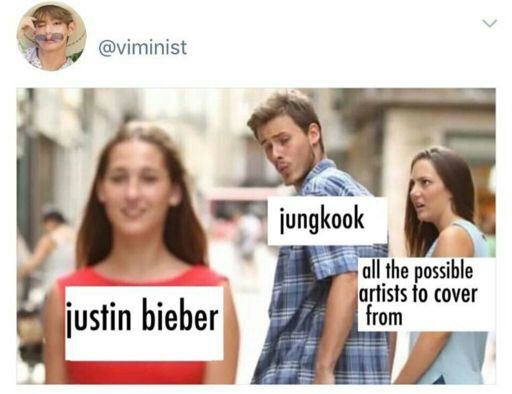 @viminist
jungkook
all the possible
artists to cover
from
justin bieber